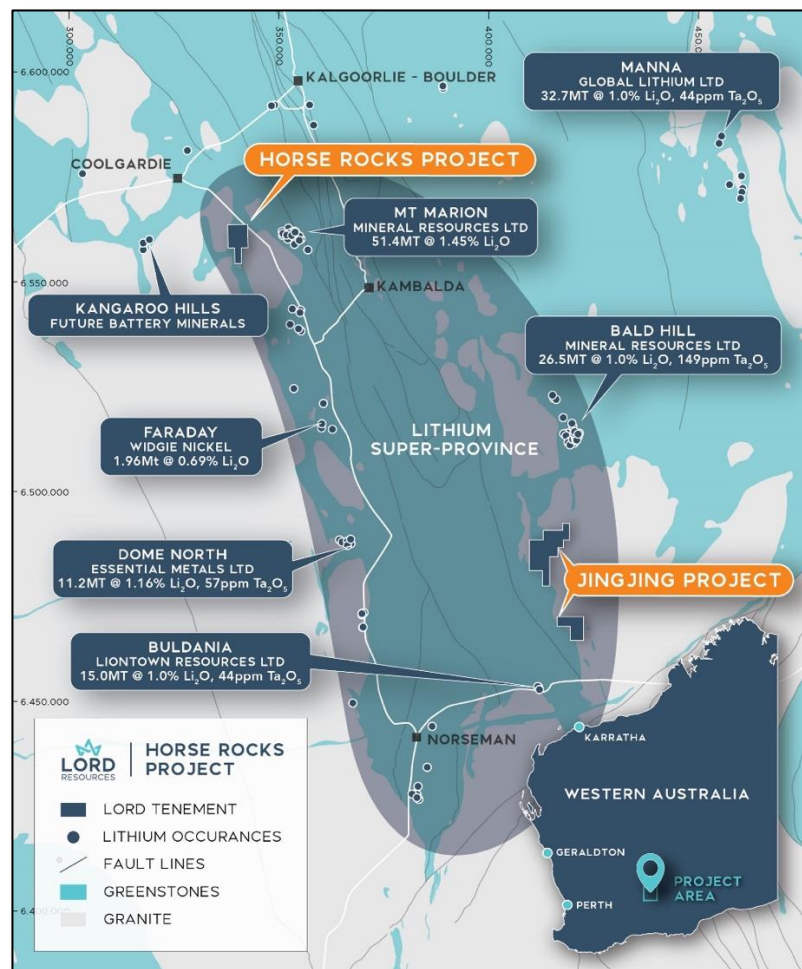 300.000
350.000
400.000
450.000
6.600.000
6.550.000
6.500.000
6.450.000
6.400.000
KALGOORLIE - BOULDER
MANNA
GLOBAL LITHIUM LTD
32.7MT @ 1.0% Li₂O, 44ppm Ta₂O₅
COOLGARDIE
HORSE ROCKS PROJECT
MT MARION
MINERAL RESOURCES LTD
51.4MT @ 1.45% Li₂O
KAMBALDA
KANGAROO HILLS
FUTURE BATTERY MINERALS
BALD HILL
MINERAL RESOURCES LTD
26.5MT @ 1.0% Li₂O, 149ppm Ta₂O₅
FARADAY
WIDGIE NICKEL
1.96Mt @ 0.69% Li₂O
LITHIUM
SUPER-PROVINCE
DOME NORTH
ESSENTIAL METALS LTD
11.2MT @ 1.16% Li₂O, 57ppm Ta₂O₅
JINGJING PROJECT
BULDANIA
LIONTOWN RESOURCES LTD
15.0MT @ 1.0% Li₂O, 44ppm Ta₂O₅
NORSEMAN
LORD
RESOURCES
HORSE ROCKS
PROJECT
LORD TENEMENT
LITHIUM OCCURANCES
FAULT LINES
GREENSTONES
GRANITE
KARRATHA
WESTERN AUSTRALIA
GERALDTON
PROJECT
AREA
PERTH